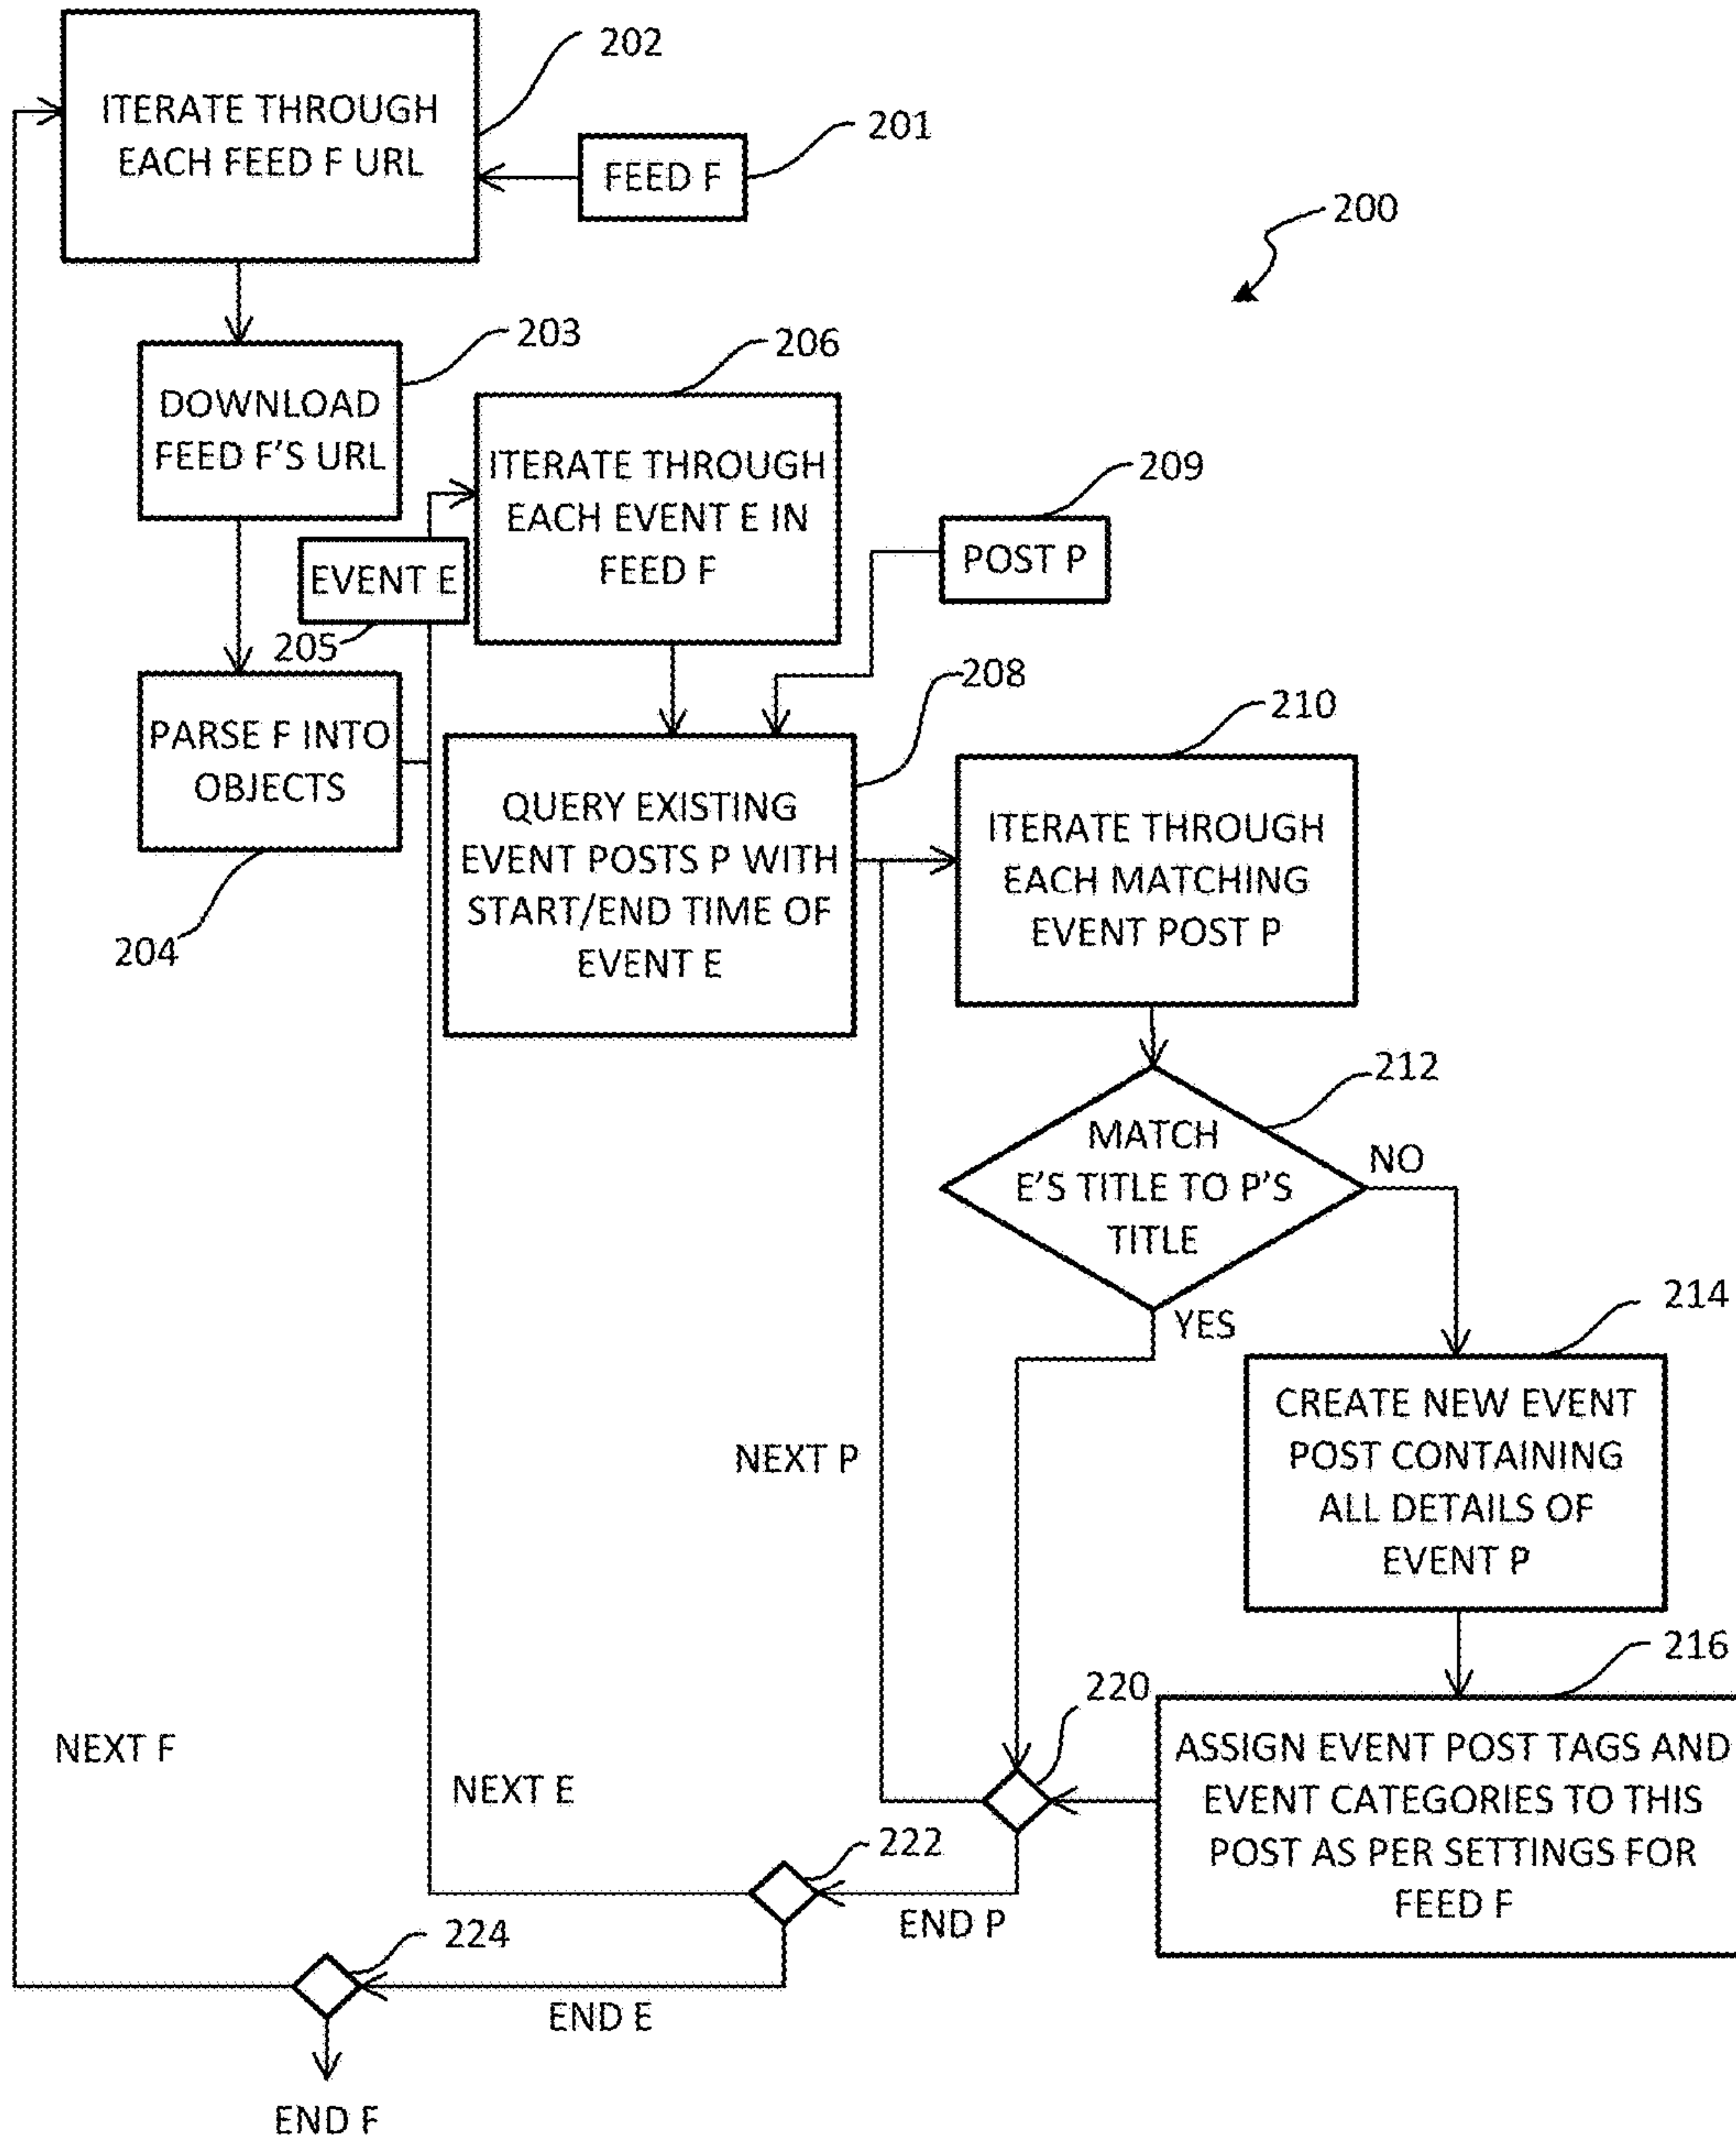 202
ITERATE THROUGH
EACH FEED F URL
201
FEED F
200
203
DOWNLOAD
FEED F'S URL
206
ITERATE THROUGH
EACH EVENT E IN
FEED F
209
POST P
EVENT E
205
PARSE F INTO
OBJECTS
204
208
QUERY EXISTING
EVENT POSTS P WITH
START/END TIME OF
EVENT E
210
ITERATE THROUGH
EACH MATCHING
EVENT POST P
212
MATCH
E'S TITLE TO P'S
TITLE
NO
YES
214
CREATE NEW EVENT
POST CONTAINING
ALL DETAILS OF
EVENT P
NEXT P
216
ASSIGN EVENT POST TAGS AND
EVENT CATEGORIES TO THIS
POST AS PER SETTINGS FOR
FEED F
220
NEXT F
NEXT E
222
END P
224
END E
END F